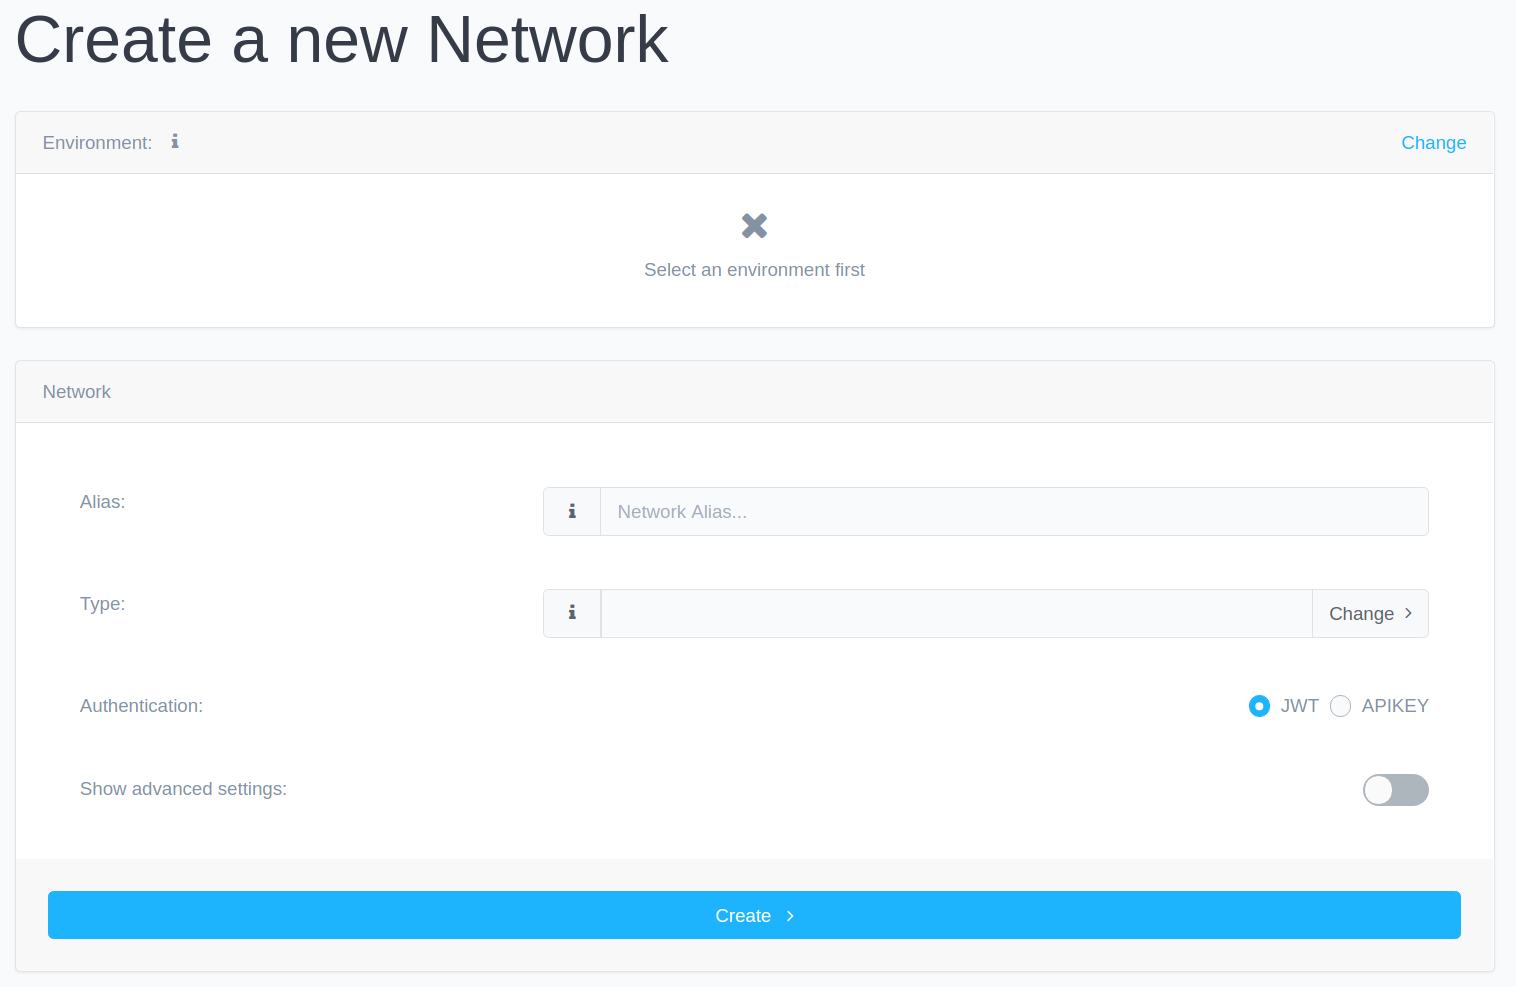 Create a new Network
Environment:
Change
Select an environment first
Network
Alias:
Network Alias...
Type:
Change
Authentication:
JWT
APIKEY
Show advanced settings:
Create